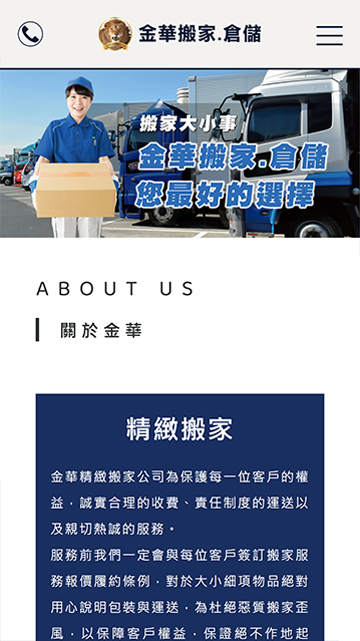 金華搬家.倉儲
搬家大小事
金華搬家.倉儲
您最好的選擇
ABOUT US
關於金華
精緻搬家
金華精緻搬家公司為保護每一位客戶的權
益，誠實合理的收費、責任制度的運送以
及親切熱誠的服務。
服務前我們一定會與每位客戶簽訂搬家服
務報價履約條例，對於大小細項物品絕對
用心說明包裝與運送，為杜絕惡質搬家歪
風，以保障客戶權益，保證絕不作地起